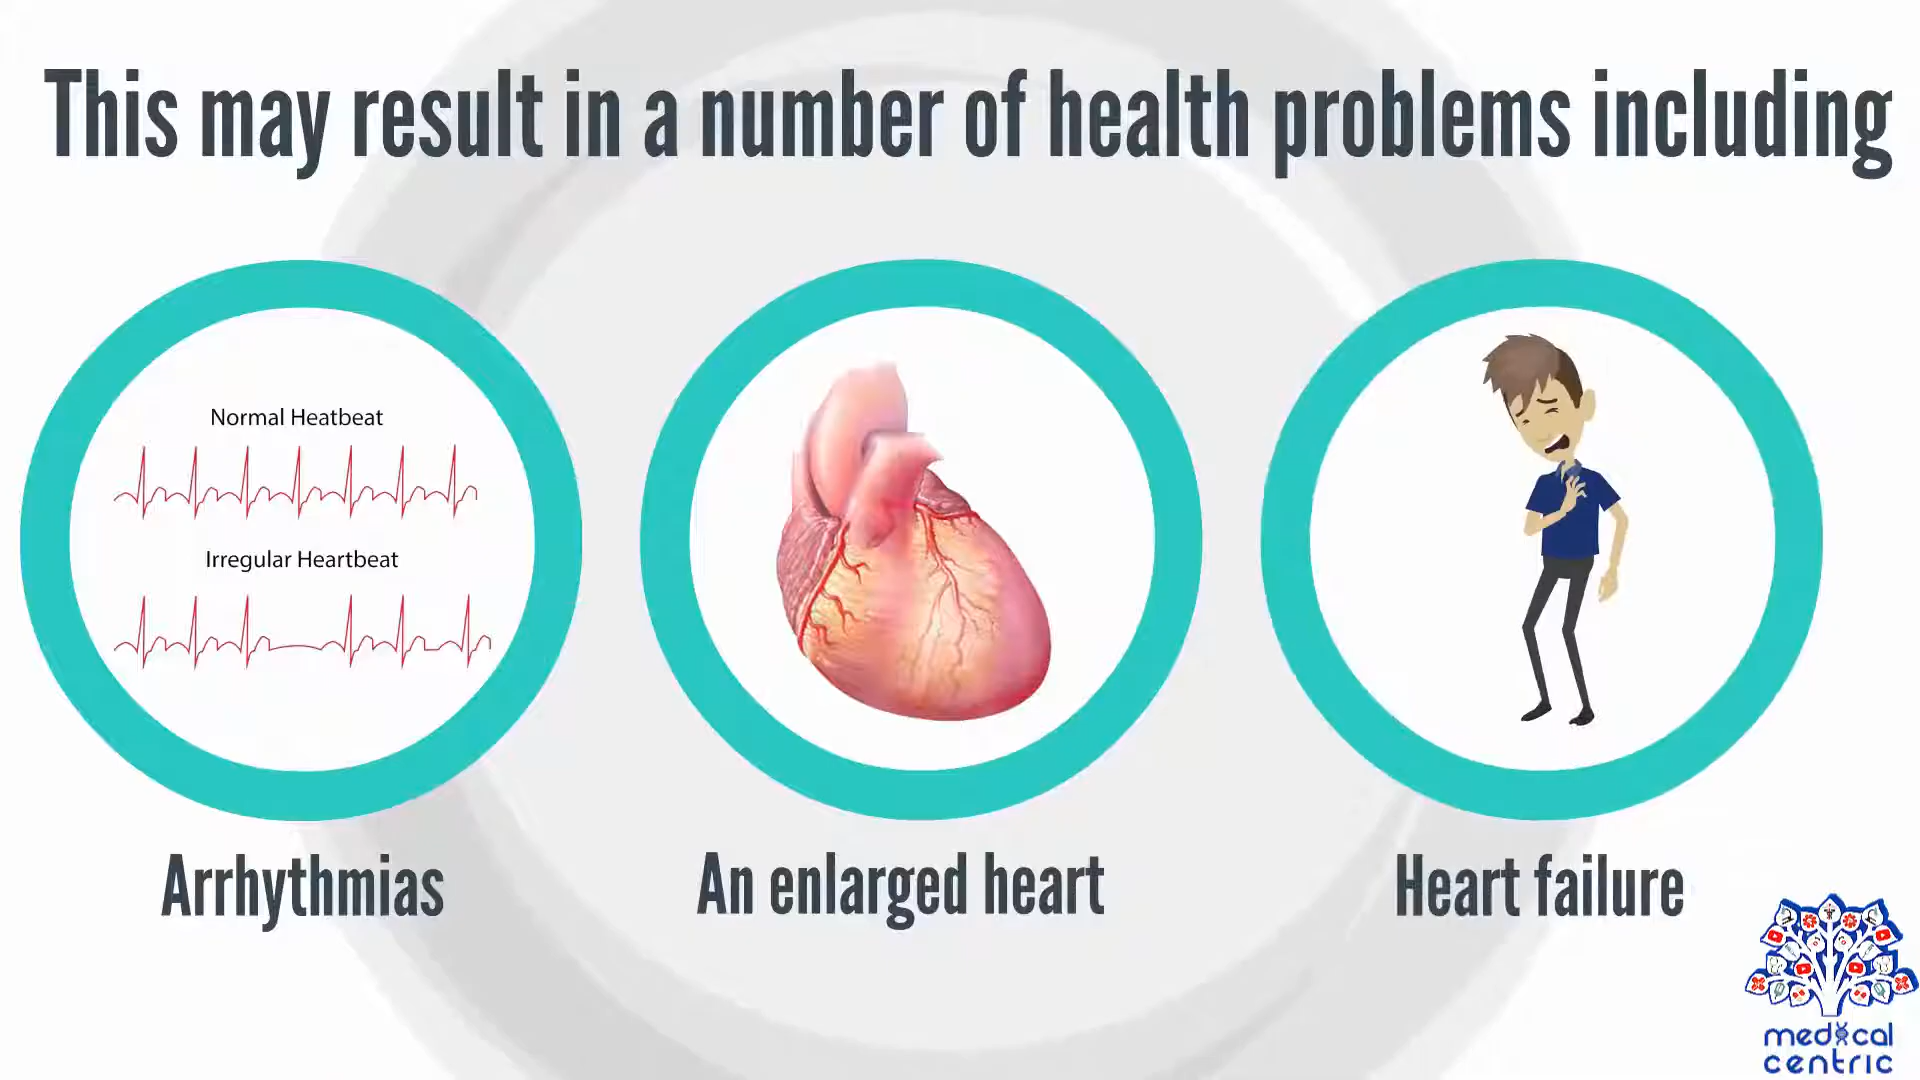 This may result in a number of health problems including
Normal Heatbeat
Irregular Heartbeat
Arrhythmias
An enlarged heart
Heart failure
medical
centric